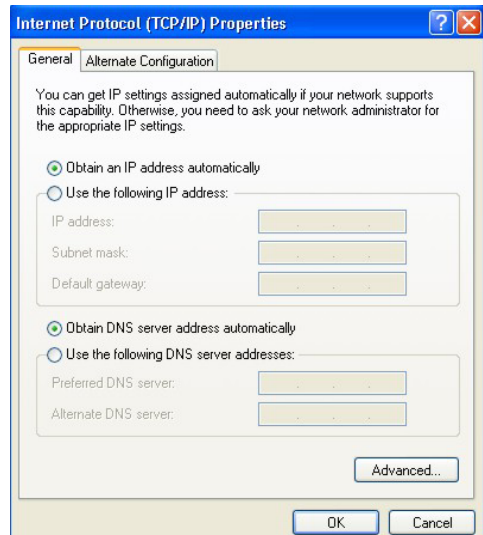 Internet Protocol (TCP/IP) Properties
General
Alternate Configuration
You can get IP settings assigned automatically if your network supports
this capability. Otherwise, you need to ask your network administrator for
the appropriate IP settings.
Obtain an IP address automatically
Use the following IP address:
IP address:
Subnet mask:
Default gateway:
Obtain DNS server address automatically
Use the following DNS server addresses:
Preferred DNS server:
Alternate DNS server:
Advanced...
OK
Cancel